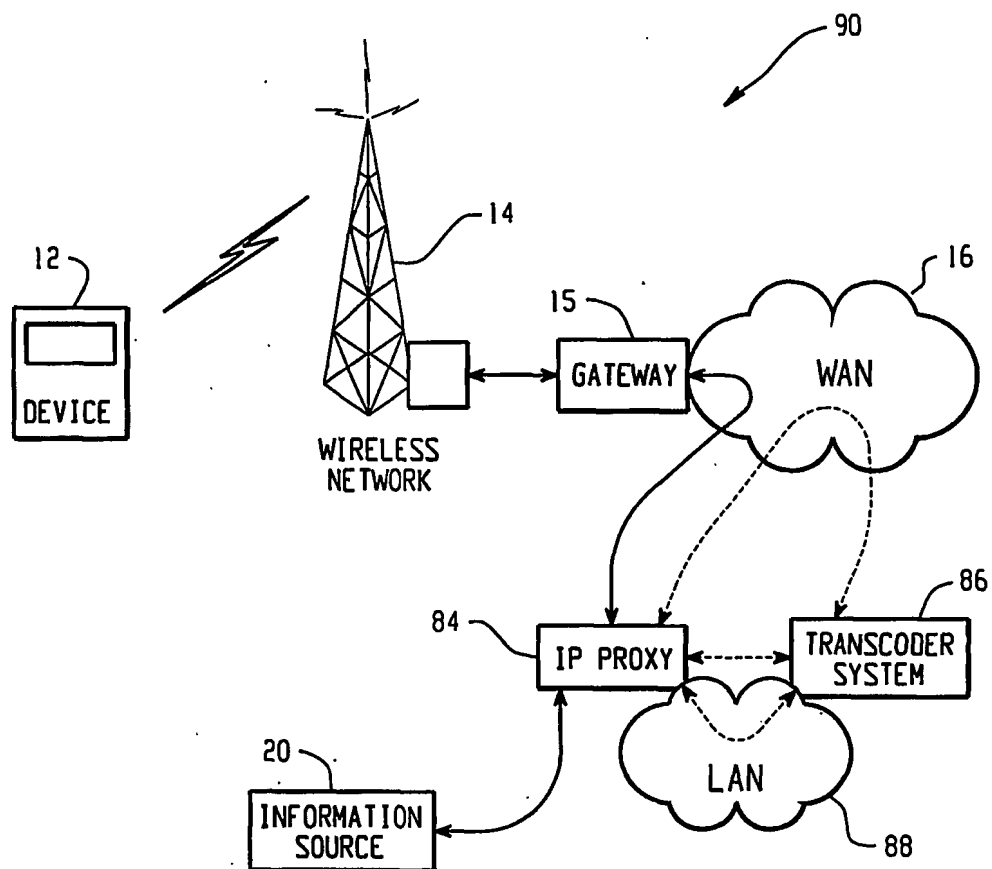 90
14
12
16
15
GATEWAY
WAN
DEVICE
WIRELESS
NETWORK
86
84
IP PROXY
TRANSCODER
SYSTEM
20
LAN
INFORMATION
SOURCE
88